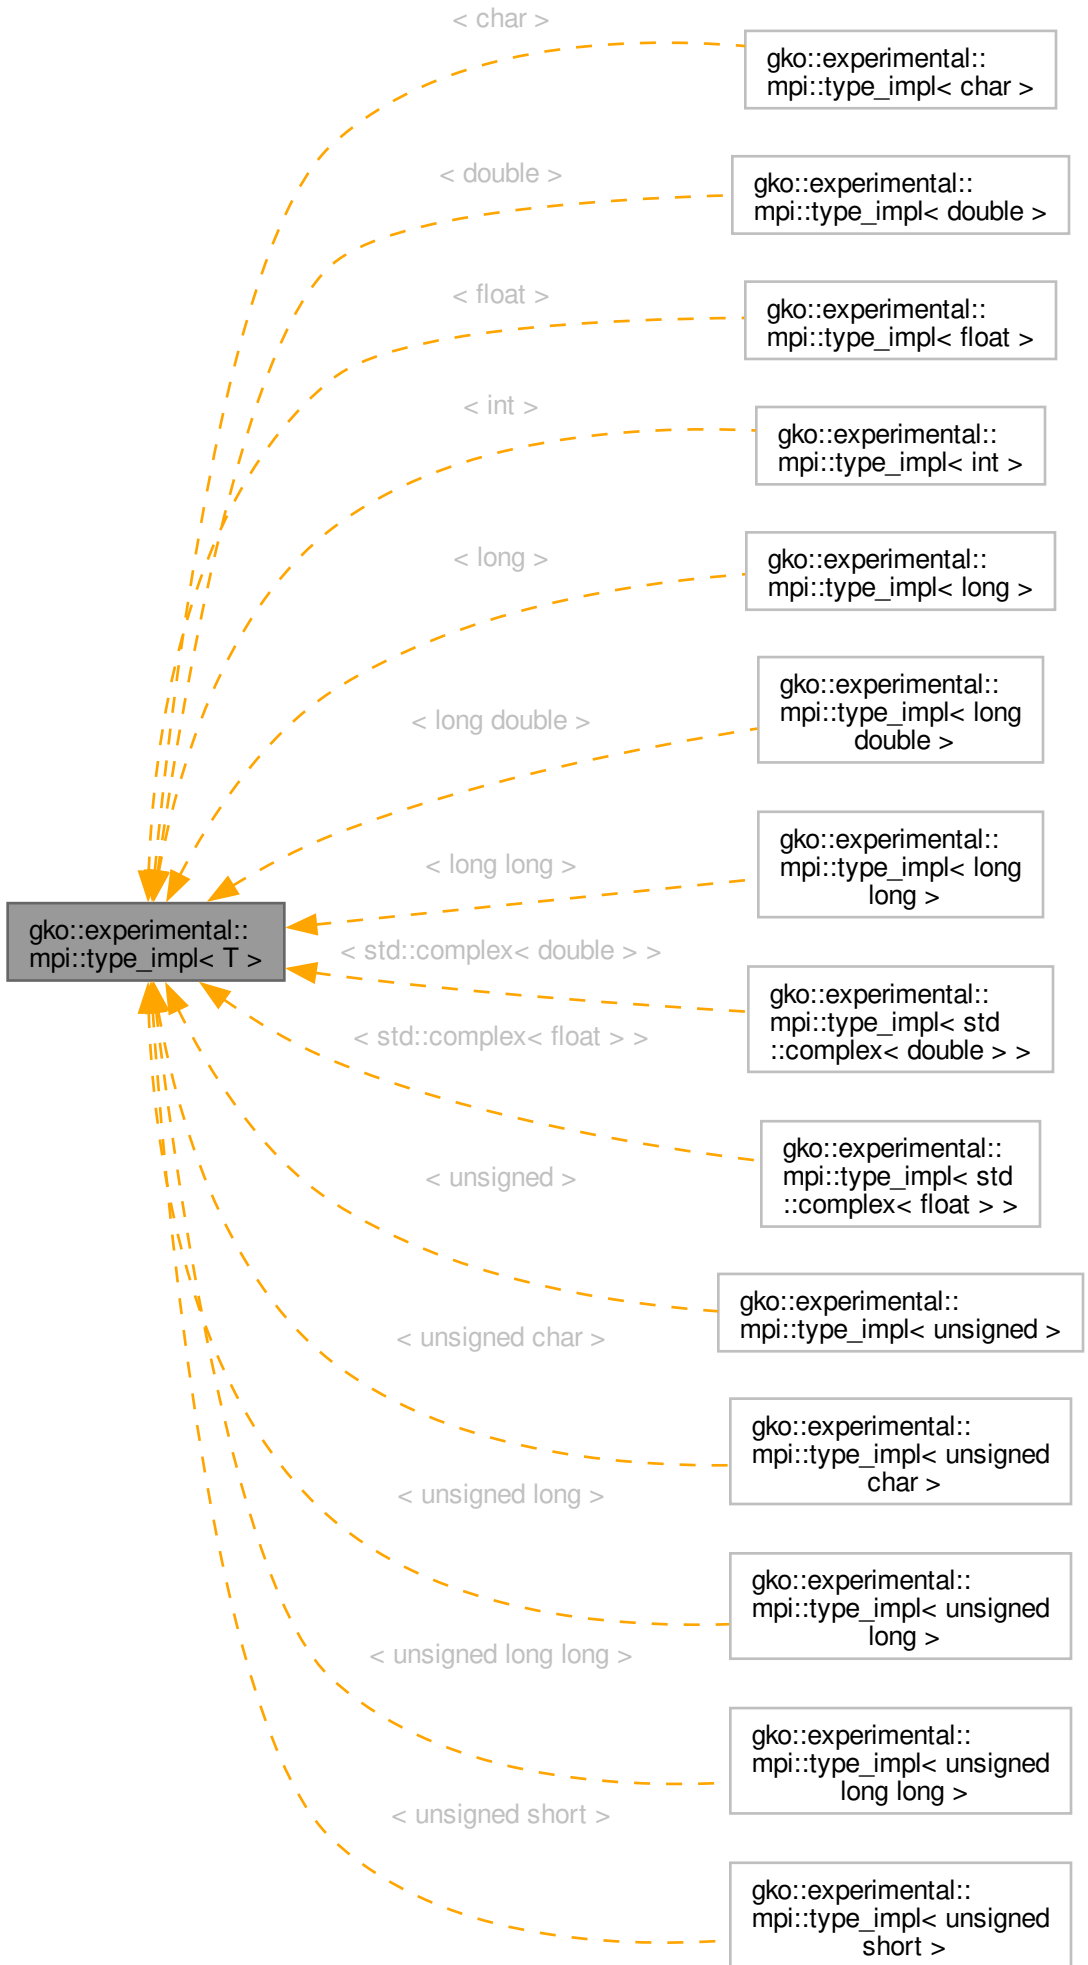 < char >
gko::experimental::
mpi::type_impl< char >
< double >
gko::experimental::
mpi::type_impl< double >
< float >
gko::experimental::
mpi::type_impl< float >
< int >
gko::experimental::
mpi::type_impl< int >
< long >
gko::experimental::
mpi::type_impl< long >
< long double >
gko::experimental::
mpi::type_impl< long
double >
< long long >
gko::experimental::
mpi::type_impl< long
long >
gko::experimental::
mpi::type_impl< T >
< std::complex< double > >
gko::experimental::
mpi::type_impl< std
::complex< double > >
< std::complex< float > >
gko::experimental::
mpi::type_impl< std
::complex< float > >
< unsigned >
gko::experimental::
mpi::type_impl< unsigned >
< unsigned char >
gko::experimental::
mpi::type_impl< unsigned
char >
< unsigned long >
gko::experimental::
mpi::type_impl< unsigned
long >
< unsigned long long >
gko::experimental::
mpi::type_impl< unsigned
long long >
< unsigned short >
gko::experimental::
mpi::type_impl< unsigned
short >